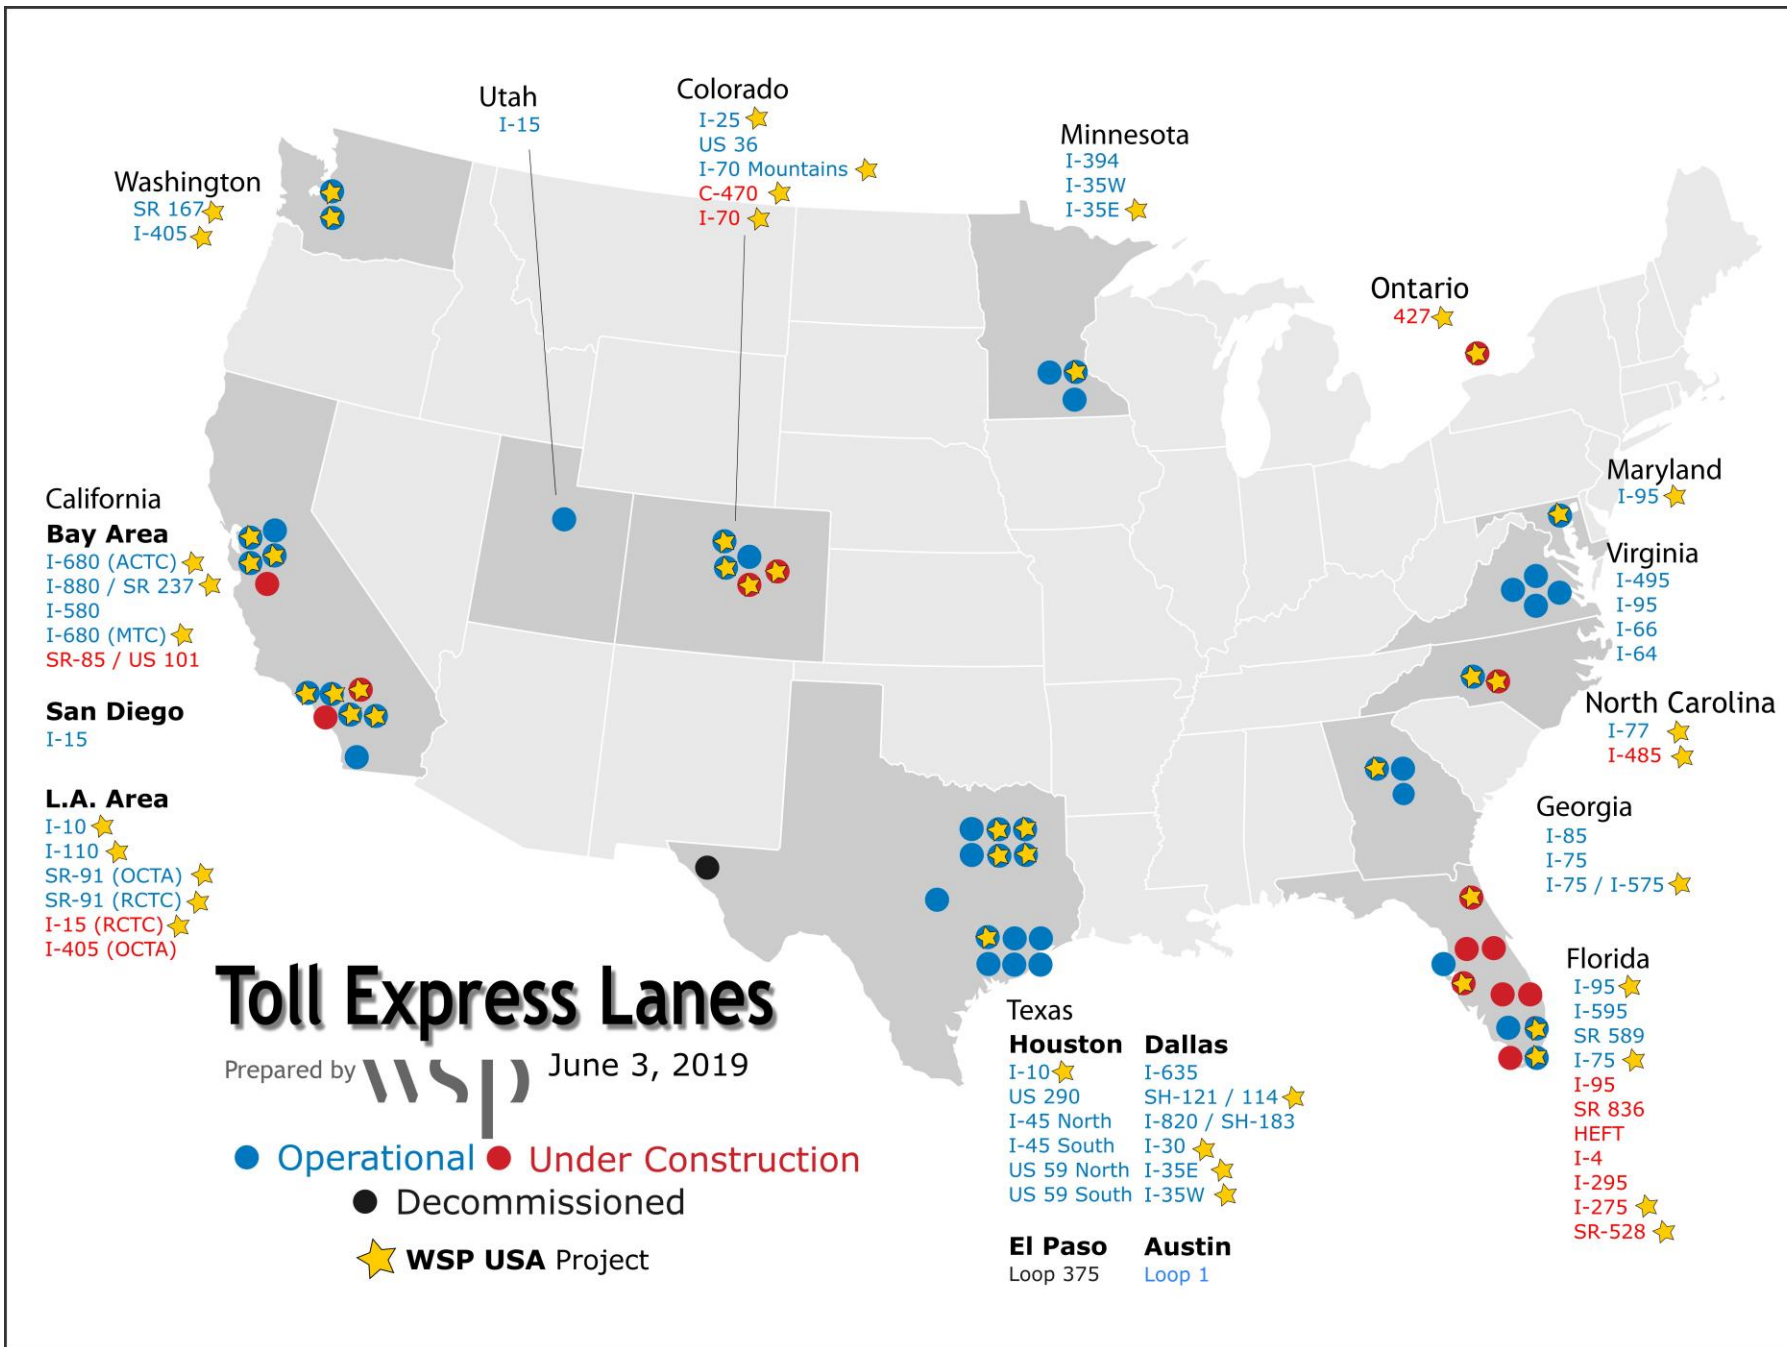 Utah
I-15
Colorado
I-25
US 36
I-70 Mountains
C-470
I-70
Minnesota
I-394
I-35W
I-35E
Washington
SR 167
I-405
Ontario
427
Maryland
I-95
Virginia
I-495
I-95
I-66
I-64
North Carolina
I-77
I-485
Georgia
I-85
I-75
I-75 / I-575
Florida
I-95
I-595
SR 589
I-75
I-95
SR 836
HEFT
I-4
I-295
I-275
SR-528
California
Bay Area
I-680 (ACTC)
I-880 / SR 237
I-580
I-680 (MTC)
SR-85 / US 101
San Diego
I-15
L.A. Area
I-10
I-110
SR-91 (OCTA)
SR-91 (RCTC)
I-15 (RCTC)
I-405 (OCTA)
Texas
Houston
I-10
US 290
I-45 North
I-45 South
US 59 North
US 59 South
Dallas
I-635
SH-121 / 114
I-820 / SH-183
I-30
I-35E
I-35W
El Paso
Loop 375
Austin
Loop 1
Toll Express Lanes
Prepared by wsp June 3, 2019
Operational Under Construction
Decommissioned
WSP USA Project